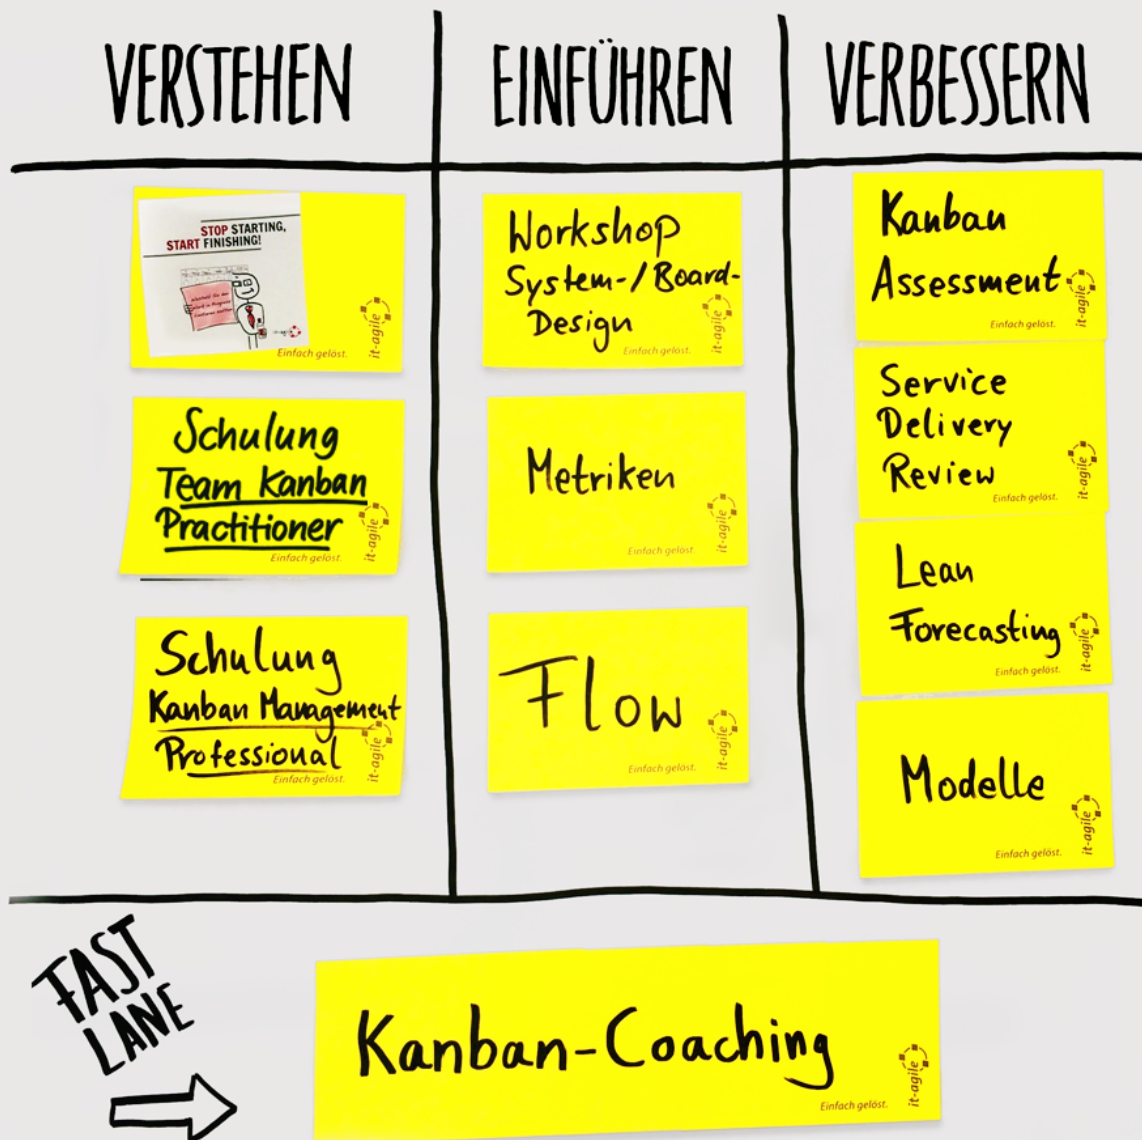 VERSTEHEN
STOP STARTING,
START FINISHING!
Einfach gelöst.
it-agile
Schulung
Team Kanban
Practitioner
Einfach gelöst.
it-agile
Schulung
Kanban Management
Professional
Einfach gelöst.
it-agile
EINFÜHREN
Workshop
System-/Board-
Design
Einfach gelöst.
it-agile
Metriken
Einfach gelöst.
it-agile
Flow
Einfach gelöst.
it-agile
VERBESSERN
Kanban
Assessment
Einfach gelöst.
it-agile
Service
Delivery
Review
Einfach gelöst.
it-agile
Lean
Forecasting
Einfach gelöst.
it-agile
Modelle
Einfach gelöst.
it-agile
FAST
LANE
Kanban-Coaching
Einfach gelöst.
it-agile